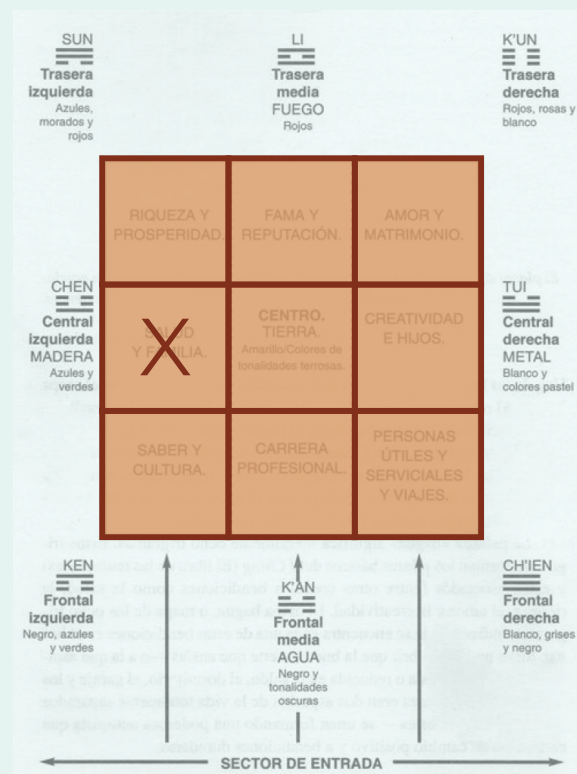 SUN
Trasera
izquierda
Azules,
morados y
rojos
LI
Trasera
media
FUEGO
Rojos
K'UN
Trasera
derecha
Rojos, rosas y
blanco
RIQUEZA Y
PROSPERIDAD.
FAMA Y
REPUTACIÓN.
AMOR Y
MATRIMONIO.
CHEN
Central
izquierda
MADERA
Azules y
verdes
X
SALUD
Y FAMILIA.
CENTRO.
TIERRA.
Amarillo/Colores de
tonalidades terrosas.
CREATIVIDAD
E HIJOS.
TUI
Central
derecha
METAL
Blanco y
colores pastel
SABER Y
CULTURA.
CARRERA
PROFESIONAL.
PERSONAS
ÚTILES Y
SERVICIALES
Y VIAJES.
KEN
Frontal
izquierda
Negro, azules
y verdes
K'AN
Frontal
media
AGUA
Negro y
tonalidades
oscuras
CHIEN
Frontal
derecha
Blanco, grises
y negro
SECTOR DE ENTRADA